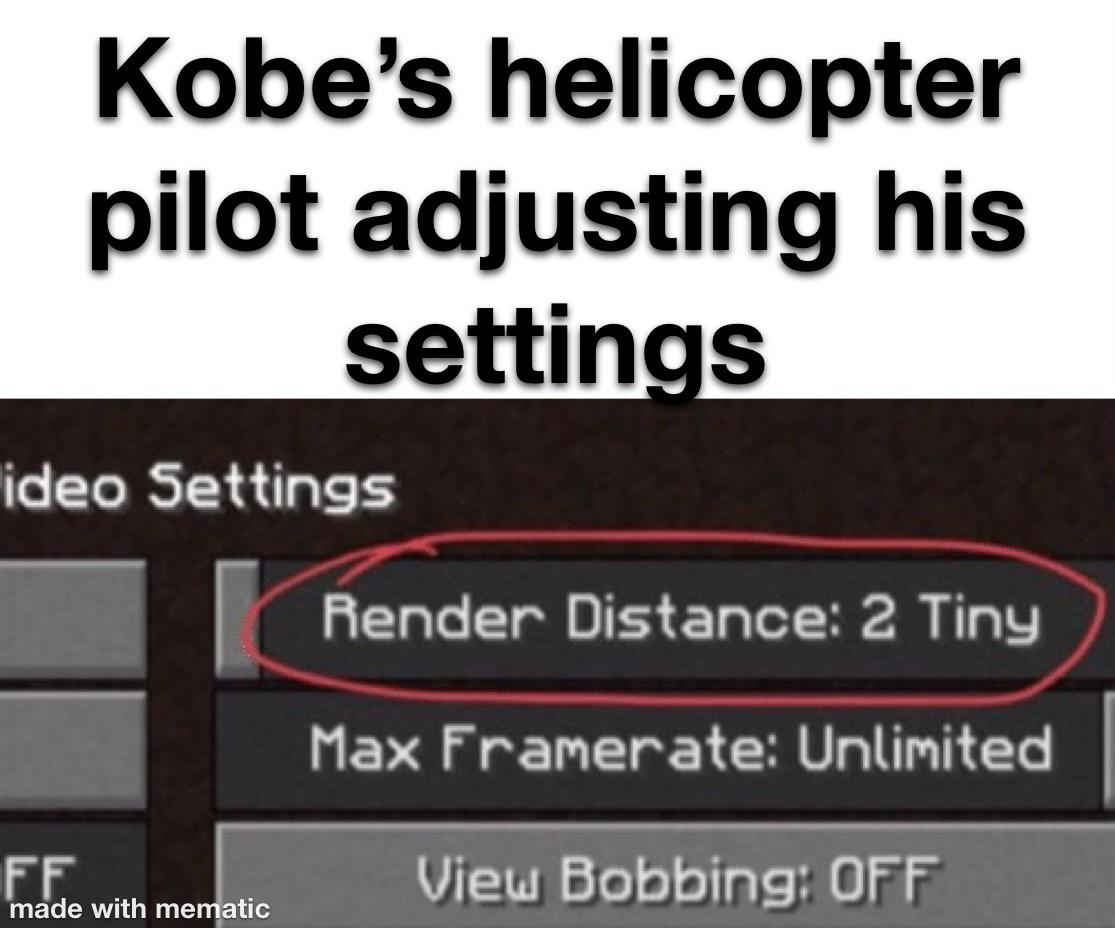 Kobe’s helicopter
pilot adjusting his
settings
ideo Settings
Render Distance: 2 Tiny
Max Framerate: Unlimited
FF
View Bobbing: OFF
made with mematic